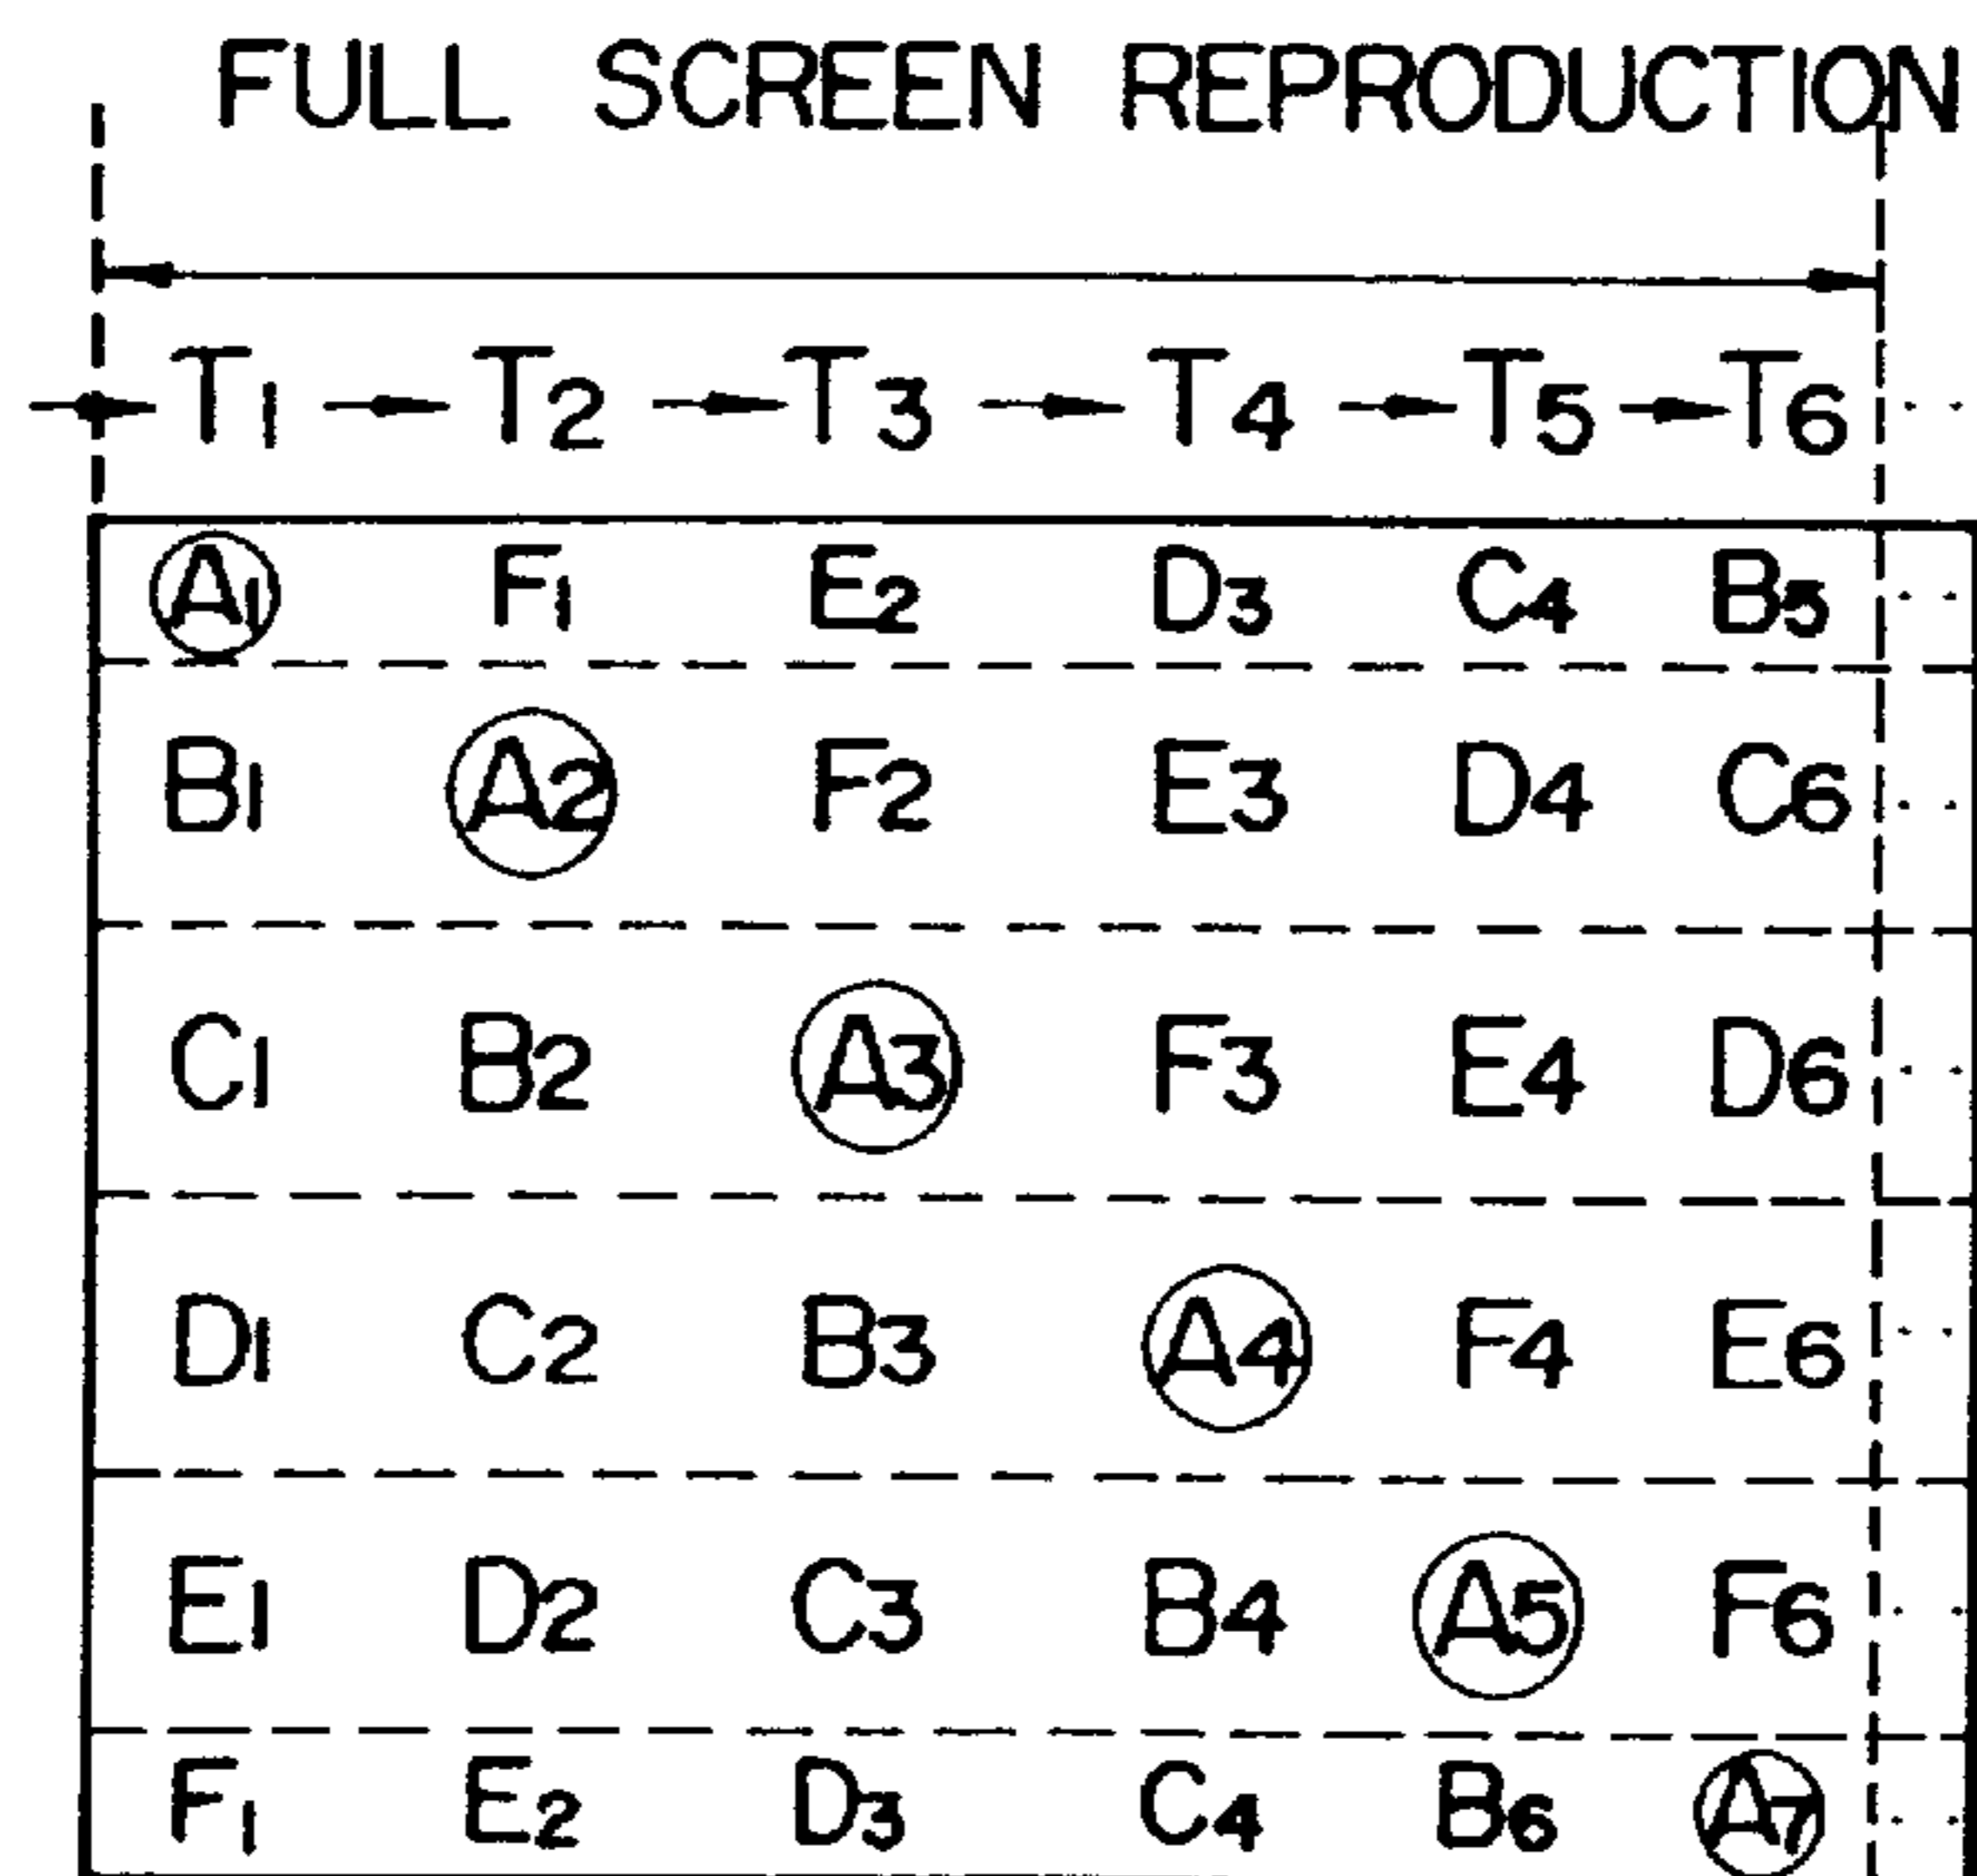 FULL SCREEN REPRODUCTION
T1 T2 T3 T4 T5 T6 ..
A1 F1 E2 D3 C4 B5 ..
B1 A2 F2 E3 D4 C6 ..
C1 B2 A3 F3 E4 D6 ..
D1 C2 B3 A4 F4 E6 ..
E1 D2 C3 B4 A5 F6 ..
F1 E2 D3 C4 B6 A7 ..